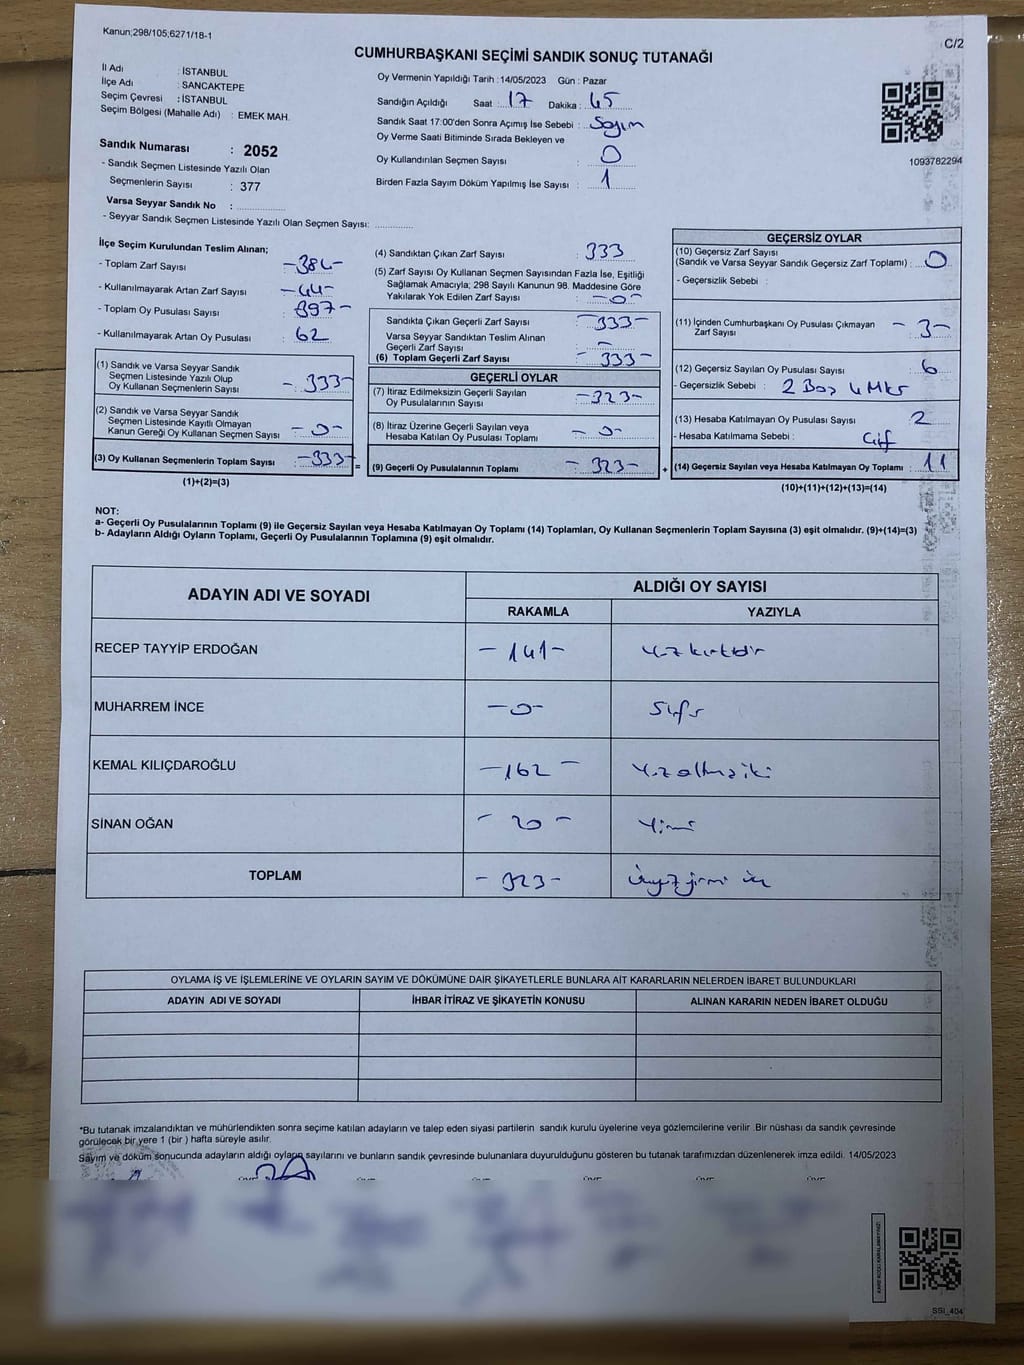 Kanun;298/105;6271/18-1
C/2
CUMHURBAŞKANI SEÇİMİ SANDIK SONUÇ TUTANAĞI
İl Adı : İSTANBUL
İlçe Adı : SANCAKTEPE
Seçim Çevresi : İSTANBUL
Seçim Bölgesi (Mahalle Adı) : EMEK MAH.
Sandık Numarası : 2052
- Sandık Seçmen Listesinde Yazılı Olan
Seçmenlerin Sayısı : 377
Varsa Seyyar Sandık No :
- Seyyar Sandık Seçmen Listesinde Yazılı Olan Seçmen Sayısı:
Oy Vermenin Yapıldığı Tarih : 14/05/2023 Gün : Pazar
Sandığın Açıldığı Saat : 17 Dakika : 45
Sandık Saat 17:00'den Sonra Açımış İse Sebebi : Sayım
Oy Verme Saati Bitiminde Sırada Bekleyen ve
Oy Kullandırılan Seçmen Sayısı : 0
Birden Fazla Sayım Döküm Yapılmış İse Sayısı : 1
1093782294
İlçe Seçim Kurulundan Teslim Alınan;
- Toplam Zarf Sayısı -384-
- Kullanılmayarak Artan Zarf Sayısı -44-
- Toplam Oy Pusulası Sayısı : 397-
- Kullanılmayarak Artan Oy Pusulası : 62
(1) Sandık ve Varsa Seyyar Sandık
Seçmen Listesinde Yazılı Olup
Oy Kullanan Seçmenlerin Sayısı -333-
(2) Sandık ve Varsa Seyyar Sandık
Seçmen Listesinde Kayıtlı Olmayan
Kanun Gereği Oy Kullanan Seçmen Sayısı -0-
(3) Oy Kullanan Seçmenlerin Toplam Sayısı -333-
(1)+(2)=(3)
(4) Sandıktan Çıkan Zarf Sayısı : 333
(5) Zarf Sayısı Oy Kullanan Seçmen Sayısından Fazla İse, Eşitliği
Sağlamak Amacıyla; 298 Sayılı Kanunun 98. Maddesine Göre
Yakılarak Yok Edilen Zarf Sayısı : -0-
Sandıkta Çıkan Geçerli Zarf Sayısı -333-
Varsa Seyyar Sandıktan Teslim Alınan
Geçerli Zarf Sayısı -
(6) Toplam Geçerli Zarf Sayısı -333-
GEÇERLİ OYLAR
(7) İtiraz Edilmeksizin Geçerli Sayılan
Oy Pusulalarının Sayısı -323-
(8) İtiraz Üzerine Geçerli Sayılan veya
Hesaba Katılan Oy Pusulası Toplamı -0-
= (9) Geçerli Oy Pusulalarının Toplamı -323- +
GEÇERSİZ OYLAR
(10) Geçersiz Zarf Sayısı
(Sandık ve Varsa Seyyar Sandık Geçersiz Zarf Toplamı) : 0
- Geçersizlik Sebebi :
(11) İçinden Cumhurbaşkanı Oy Pusulası Çıkmayan
Zarf Sayısı -3-
(12) Geçersiz Sayılan Oy Pusulası Sayısı : 6
- Geçersizlik Sebebi : 2 Boş 4
(13) Hesaba Katılmayan Oy Pusulası Sayısı : 2
- Hesaba Katılmama Sebebi : Çift
(14) Geçersiz Sayılan veya Hesaba Katılmayan Oy Toplamı : 11
(10)+(11)+(12)+(13)=(14)
NOT:
a- Geçerli Oy Pusulalarının Toplamı (9) ile Geçersiz Sayılan veya Hesaba Katılmayan Oy Toplamı (14) Toplamları, Oy Kullanan Seçmenlerin Toplam Sayısına (3) eşit olmalıdır. (9)+(14)=(3)
b- Adayların Aldığı Oyların Toplamı, Geçerli Oy Pusulalarının Toplamına (9) eşit olmalıdır.
ADAYIN ADI VE SOYADI ALDIĞI OY SAYISI
RAKAMLA YAZIYLA
RECEP TAYYİP ERDOĞAN -141- yüz kırkbir
MUHARREM İNCE -0- sıfır
KEMAL KILIÇDAROĞLU -162- yüzaltmışiki
SİNAN OĞAN -20- yirmi
TOPLAM -323- üçyüzyirmi üç
OYLAMA İŞ VE İŞLEMLERİNE VE OYLARIN SAYIM VE DÖKÜMÜNE DAİR ŞİKAYETLERLE BUNLARA AİT KARARLARIN NELERDEN İBARET BULUNDUKLARI
ADAYIN ADI VE SOYADI İHBAR İTİRAZ VE ŞİKAYETİN KONUSU ALINAN KARARIN NEDEN İBARET OLDUĞU
*Bu tutanak imzalandıktan ve mühürlendikten sonra seçime katılan adayların ve talep eden siyasi partilerin sandık kurulu üyelerine veya gözlemcilerine verilir .Bir nüshası da sandık çevresinde
görülecek bir yere 1 (bir ) hafta süreyle asılır.
Sayım ve döküm sonucunda adayların aldığı oyların sayılarını ve bunların sandık çevresinde bulunanlara duyurulduğunu gösteren bu tutanak tarafımızdan düzenlenerek imza edildi. 14/05/2023
KARE KODU KARALAMAYINIZ!
SSI_404